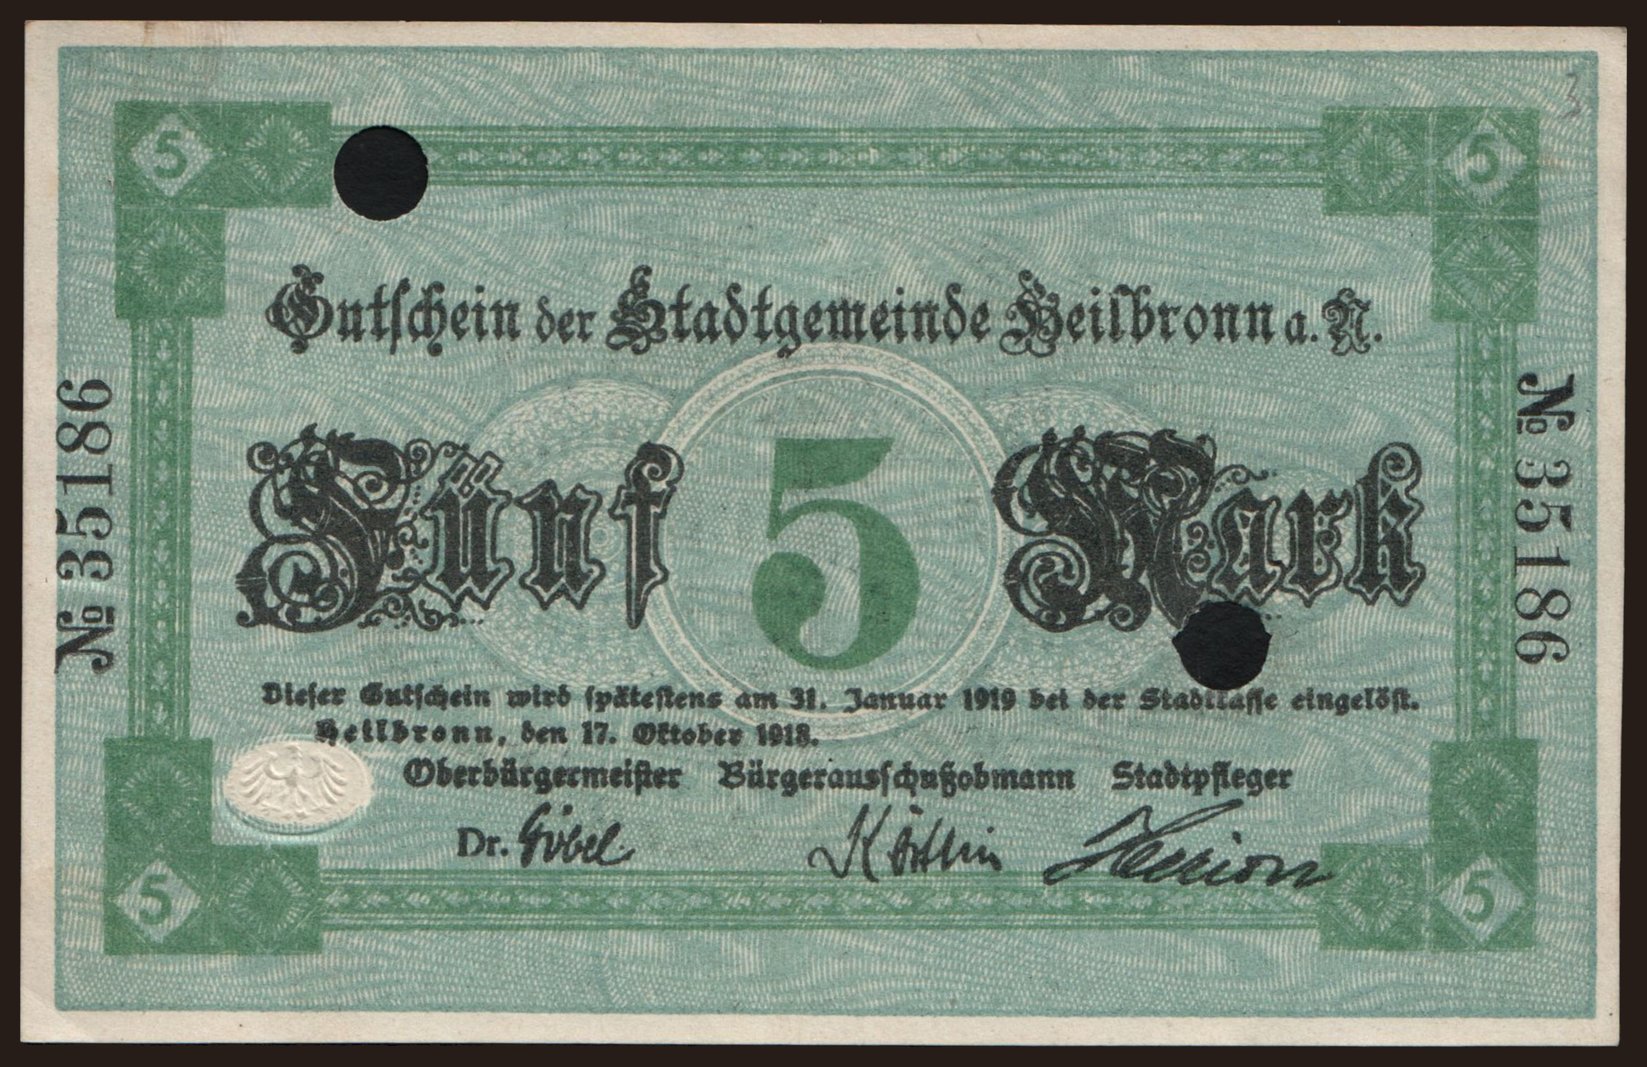 3
5
5
Gutschein der Stadtgemeinde Heilbronn a. N.
№ 35186
№ 35186
Fünf 5 Mark
Dieser Gutschein wird spätestens am 31. Januar 1919 bei der Stadtkasse eingelöst.
Heilbronn, den 17. Oktober 1918.
Oberbürgermeister Bürgerausschußobmann Stadtpfleger
Dr. Göbel
5
5